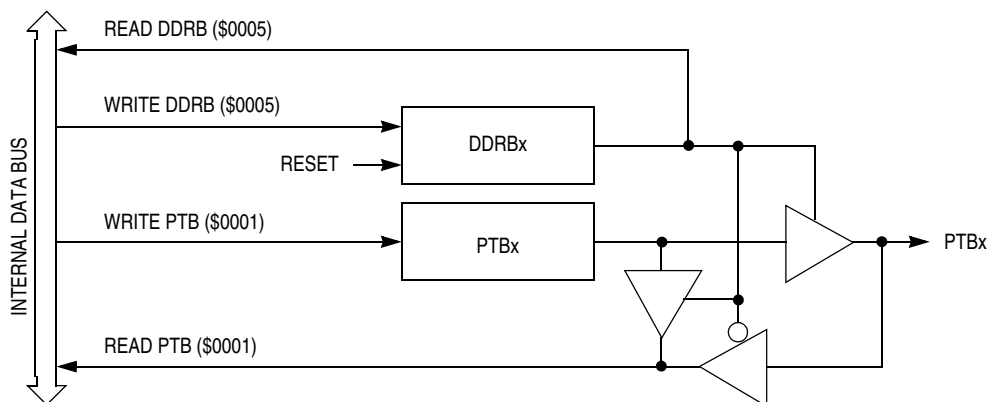 READ DDRB ($0005)
WRITE DDRB ($0005)
DDRBx
RESET
INTERNAL DATA BUS
WRITE PTB ($0001)
PTBx
PTBx
READ PTB ($0001)